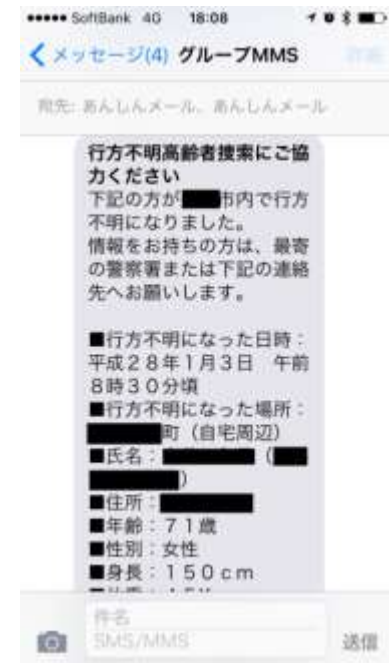 SoftBank 4G 18:08
メッセージ(4) グループMMS 詳細
宛先: あんしんメール、あんしんメール
行方不明高齢者捜索にご協
力ください
下記の方が 市内で行方
不明になりました。
情報をお持ちの方は、最寄
の警察署または下記の連絡
先へお願いします。
■行方不明になった日時：
平成２８年１月３日 午前
８時３０分頃
■行方不明になった場所：
町（自宅周辺）
■氏名： （
）
■住所：
■年齢：７１歳
■性別：女性
■身長：１５０ｃｍ
件名
SMS/MMS 送信